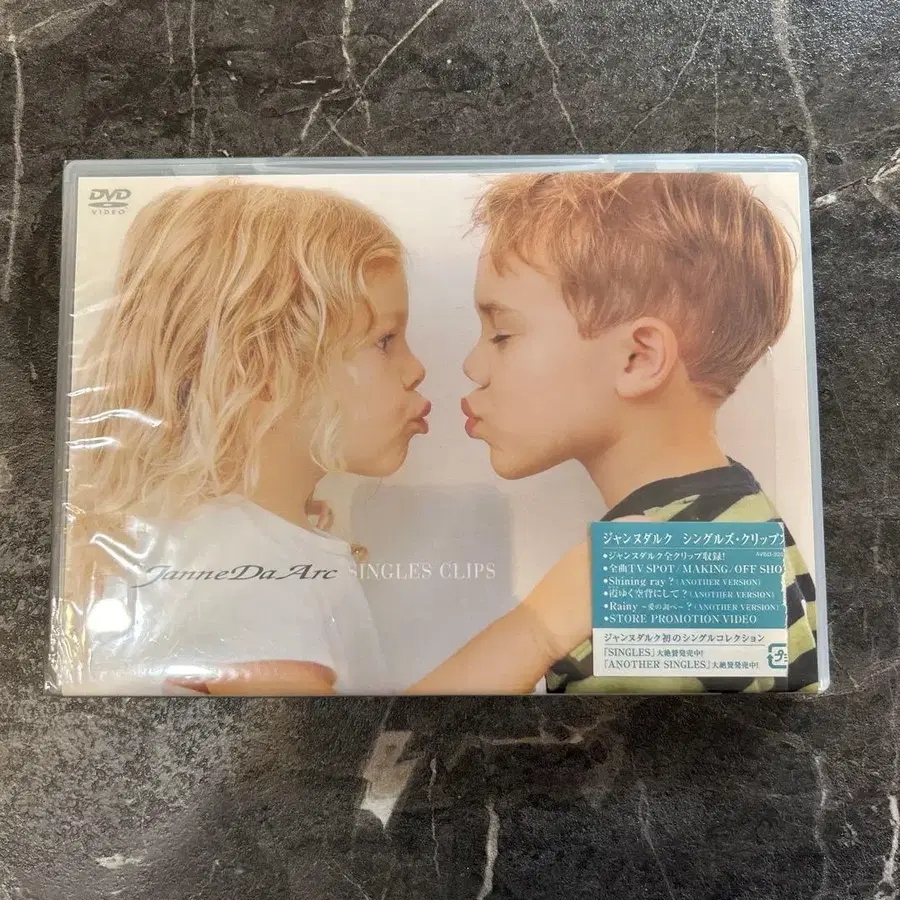 DVD
VIDEO
Janne Da Arc SINGLES CLIPS
ジャンヌダルク シングルズ・クリップス
•ジャンヌダルク全クリップ収録!
•全曲TV SPOT/MAKING/OFF SHO
•Shining ray?(ANOTHER VERSION)
•霞ゆく空背にして?(ANOTHER VERSION)
•Rainy ~愛の調べ~?(ANOTHER VERSION)
•STORE PROMOTION VIDEO
ジャンヌダルク初のシングルコレクション
『SINGLES』大絶賛発売中!
『ANOTHER SINGLES』大絶賛発売中!